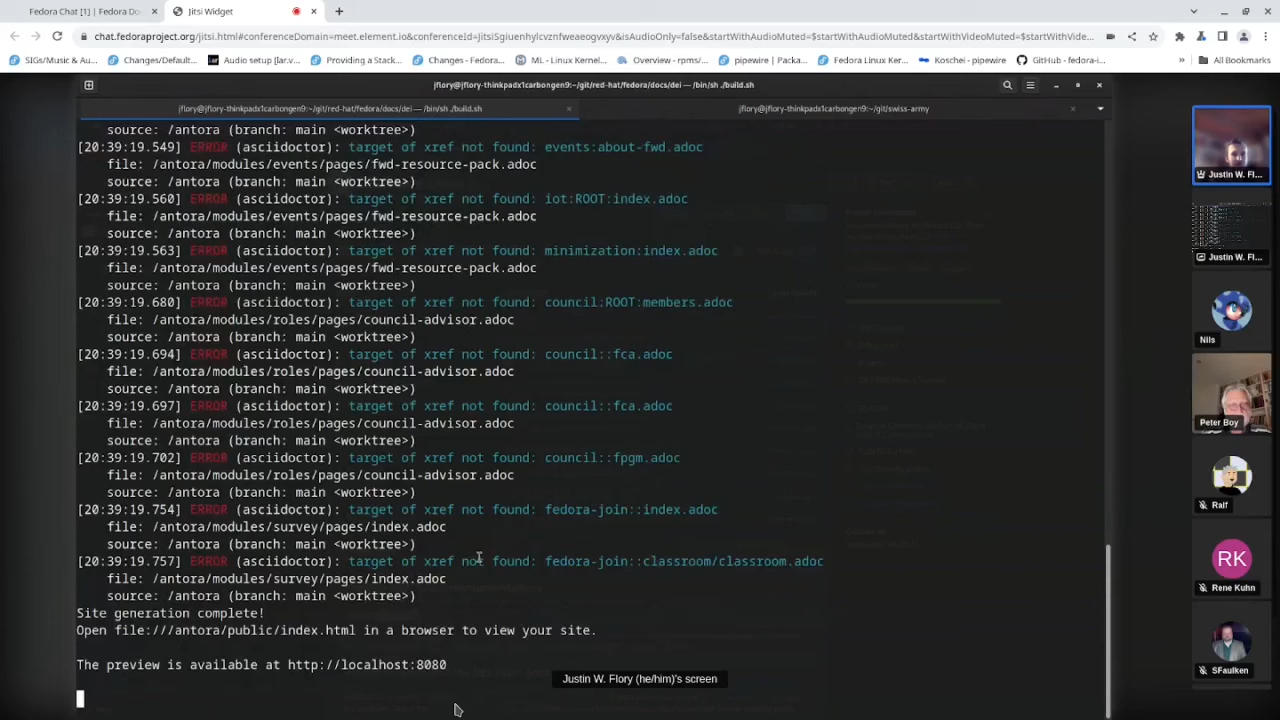 Fedora Chat [1] | Fedora Do
Jitsi Widget
chat.fedoraproject.org/jitsi.html#conferenceDomain=meet.element.io&conferenceId=JitsiSgiuenhylcvznfweaeogvxyv&isAudioOnly=false&startWithAudioMuted=$startWithAudioMuted&startWithVideoMuted=$startWithVide...
SIGs/Music & Au...
Changes/Default...
Audio setup [lar.v...
Providing a Stack...
Changes - Fedora...
ML - Linux Kernel...
Overview - rpms/...
pipewire | Packa...
Fedora Linux Ker...
Koschei - pipewire
GitHub - fedora-i...
»
All Bookmarks
jflory@jflory-thinkpadx1carbongen9:~/git/red-hat/fedora/docs/dei — /bin/sh ./build.sh
jflory@jflory-thinkpadx1carbongen9:~/git/red-hat/fedora/docs/dei — /bin/sh ./build.sh
jflory@jflory-thinkpadx1carbongen9:~/git/swiss-army
source: /antora (branch: main <worktree>)
[20:39:19.549] ERROR (asciidoctor): target of xref not found: events:about-fwd.adoc
file: /antora/modules/events/pages/fwd-resource-pack.adoc
source: /antora (branch: main <worktree>)
[20:39:19.560] ERROR (asciidoctor): target of xref not found: iot:ROOT:index.adoc
file: /antora/modules/events/pages/fwd-resource-pack.adoc
source: /antora (branch: main <worktree>)
[20:39:19.563] ERROR (asciidoctor): target of xref not found: minimization:index.adoc
file: /antora/modules/events/pages/fwd-resource-pack.adoc
source: /antora (branch: main <worktree>)
[20:39:19.680] ERROR (asciidoctor): target of xref not found: council:ROOT:members.adoc
file: /antora/modules/roles/pages/council-advisor.adoc
source: /antora (branch: main <worktree>)
[20:39:19.694] ERROR (asciidoctor): target of xref not found: council::fca.adoc
file: /antora/modules/roles/pages/council-advisor.adoc
source: /antora (branch: main <worktree>)
[20:39:19.697] ERROR (asciidoctor): target of xref not found: council::fca.adoc
file: /antora/modules/roles/pages/council-advisor.adoc
source: /antora (branch: main <worktree>)
[20:39:19.702] ERROR (asciidoctor): target of xref not found: council::fpgm.adoc
file: /antora/modules/roles/pages/council-advisor.adoc
source: /antora (branch: main <worktree>)
[20:39:19.754] ERROR (asciidoctor): target of xref not found: fedora-join::index.adoc
file: /antora/modules/survey/pages/index.adoc
source: /antora (branch: main <worktree>)
[20:39:19.757] ERROR (asciidoctor): target of xref not found: fedora-join::classroom/classroom.adoc
file: /antora/modules/survey/pages/index.adoc
source: /antora (branch: main <worktree>)
Site generation complete!
Open file:///antora/public/index.html in a browser to view your site.
The preview is available at http://localhost:8080
Justin W. Flory (he/him)'s screen
Justin W. Fl...
Justin W. Fl...
Nils
Peter Boy
Ralf
RK
Rene Kuhn
SFaulken